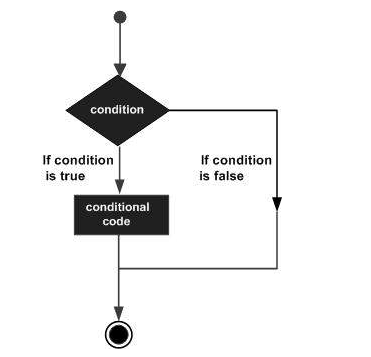 condition
If condition
is true
If condition
is false
conditional
code